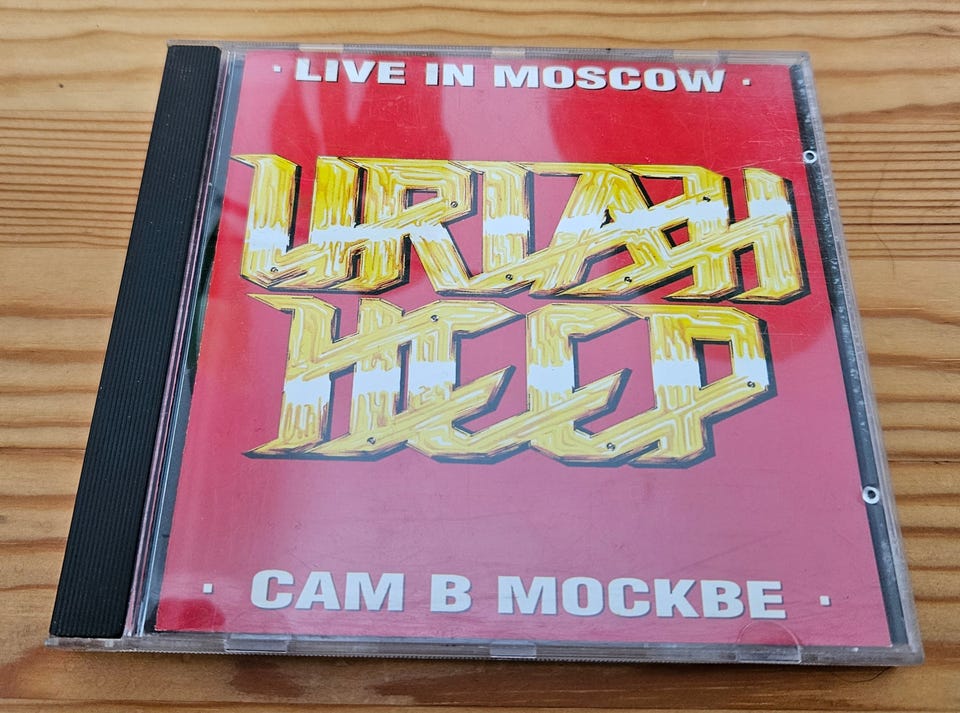 · LIVE IN MOSCOW ·
URIAH
HEEP
· САМ В МОСКВЕ ·